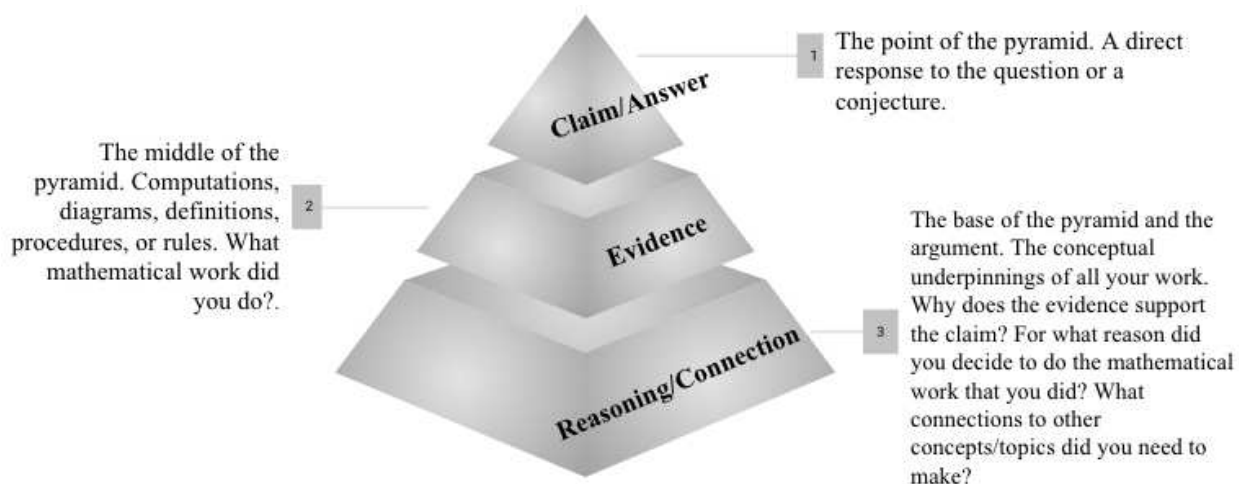 1
The point of the pyramid. A direct
response to the question or a
conjecture.
Claim/Answer
The middle of the
pyramid. Computations,
diagrams, definitions,
procedures, or rules. What
mathematical work did
you do?.
2
Evidence
The base of the pyramid and the
argument. The conceptual
underpinnings of all your work.
Why does the evidence support
the claim? For what reason did
you decide to do the mathematical
work that you did? What
connections to other
concepts/topics did you need to
make?
3
Reasoning/Connection